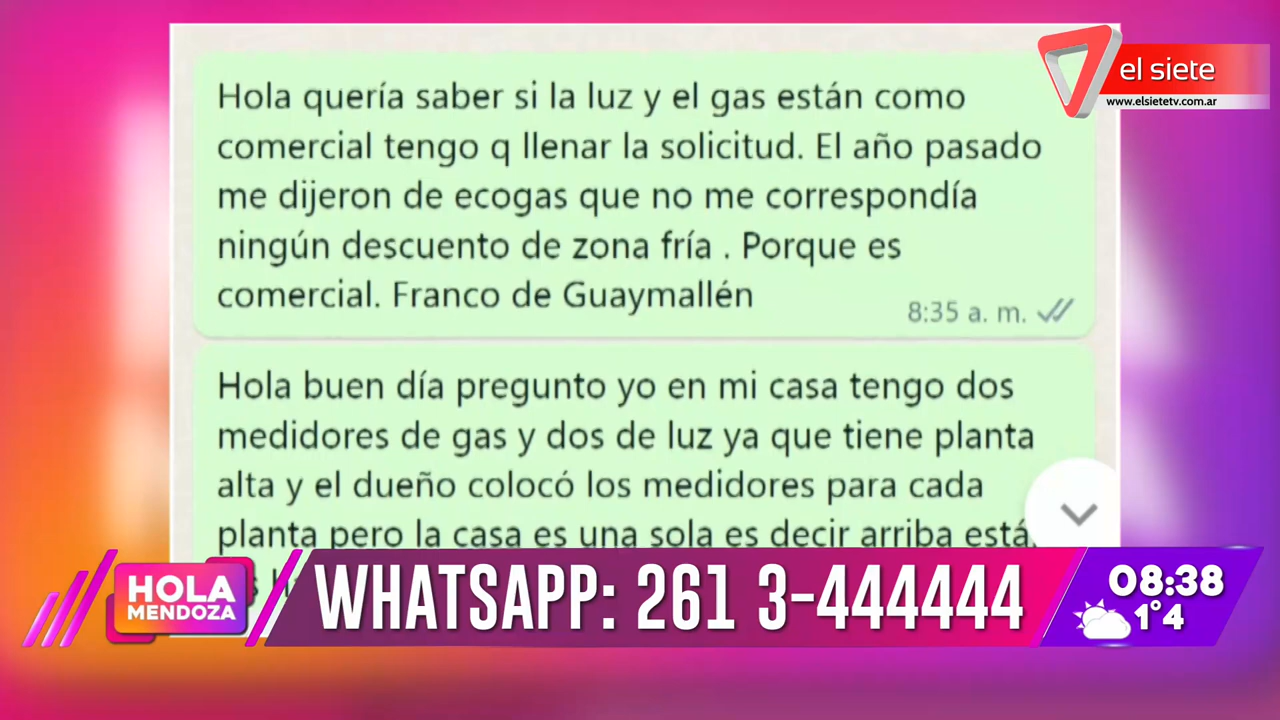 Hola quería saber si la luz y el gas están como
comercial tengo q llenar la solicitud. El año pasado
me dijeron de ecogas que no me correspondía
ningún descuento de zona fría . Porque es
comercial. Franco de Guaymallén
8:35 a. m.
el siete
www.elsietetv.com.ar
Hola buen día pregunto yo en mi casa tengo dos
medidores de gas y dos de luz ya que tiene planta
alta y el dueño colocó los medidores para cada
planta pero la casa es una sola es decir arriba
HOLA
MENDOZA
WHATSAPP: 261 3-444444
08:38
1°4